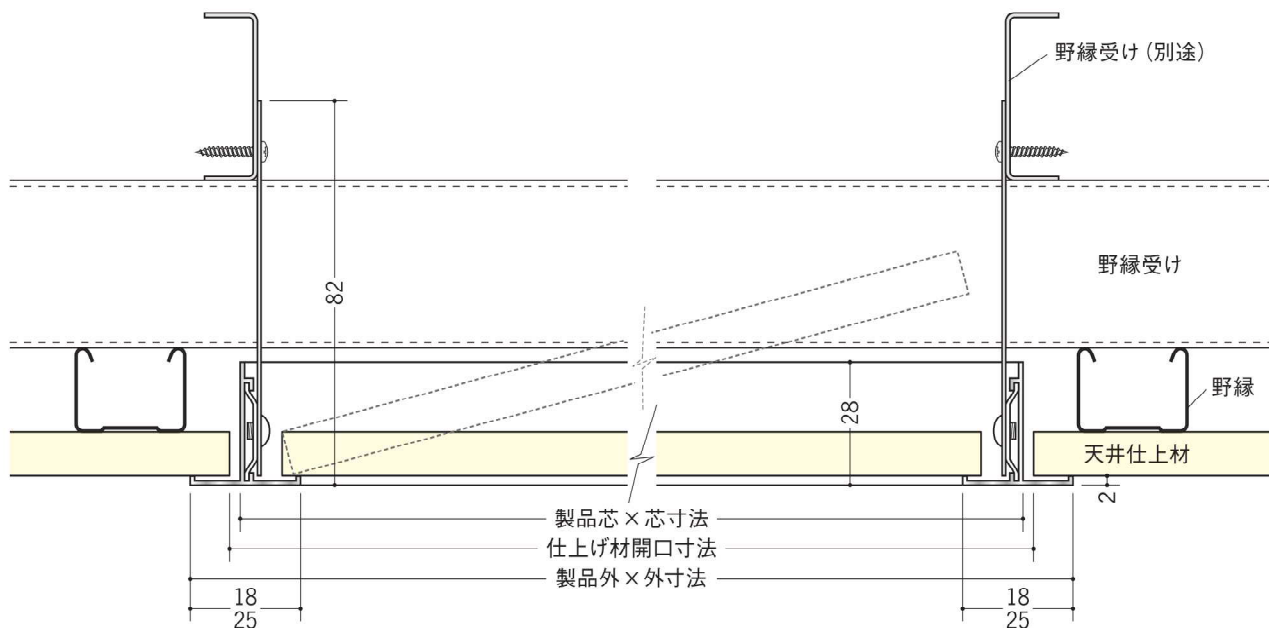 野縁受け（別途）
野縁受け
82
野縁
28
天井仕上材
2
製品芯×芯寸法
仕上げ材開口寸法
製品外×外寸法
18
25
18
25